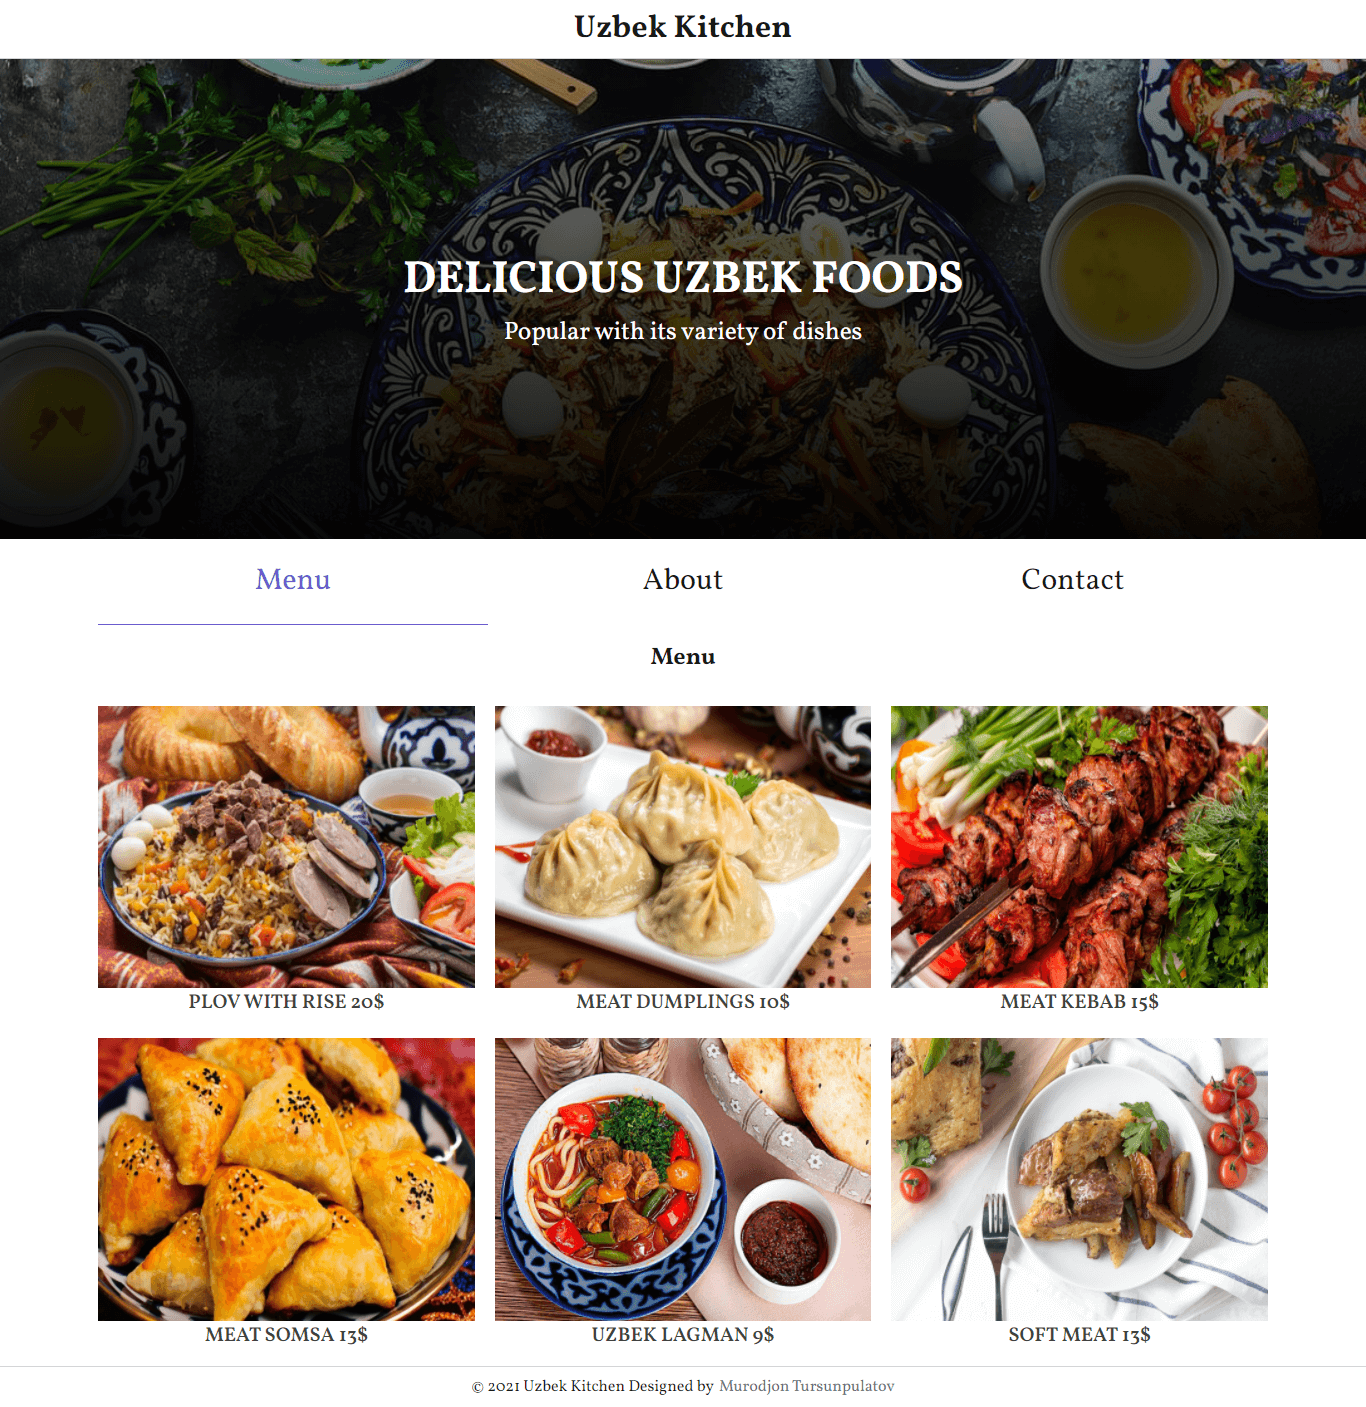 Uzbek Kitchen
DELICIOUS UZBEK FOODS
Popular with its variety of dishes
Menu About Contact
Menu
PLOV WITH RISE 20$ MEAT DUMPLINGS 10$ MEAT KEBAB 15$
MEAT SOMSA 13$ UZBEK LAGMAN 9$ SOFT MEAT 13$
© 2021 Uzbek Kitchen Designed by Murodjon Tursunpulatov